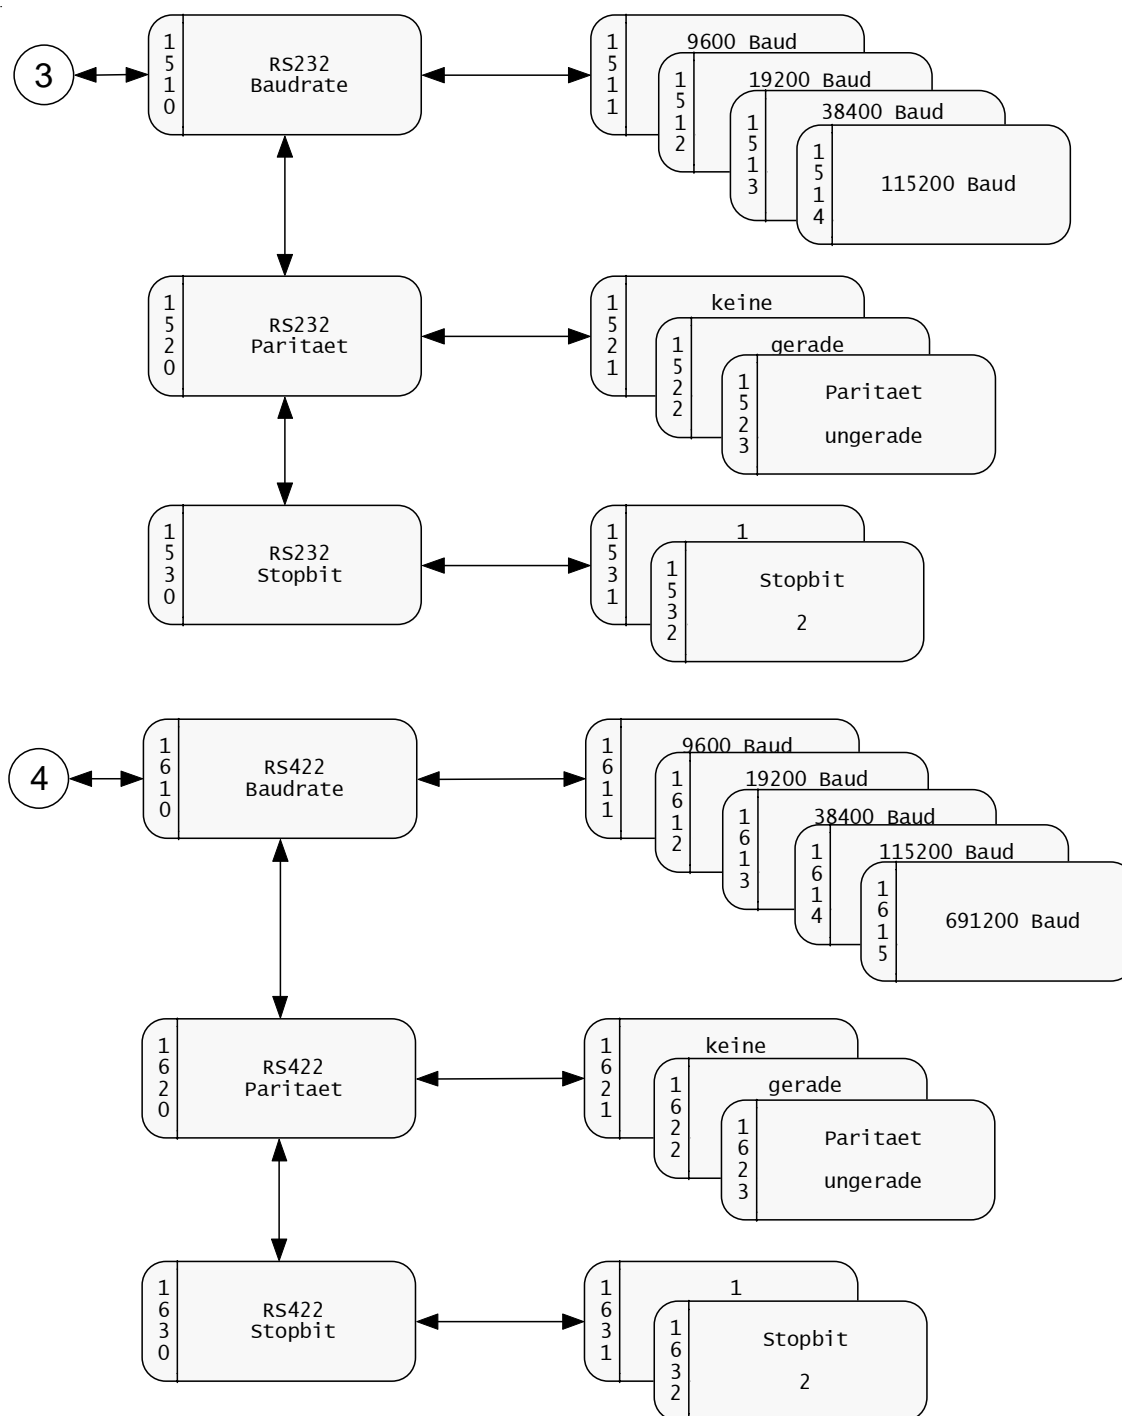 3
1510
RS232
Baudrate
1511
9600 Baud
1512
19200 Baud
1513
38400 Baud
1514
115200 Baud
1520
RS232
Paritaet
1521
keine
1522
gerade
1523
Paritaet
ungerade
1530
RS232
Stopbit
1531
1
1532
Stopbit
2
4
1610
RS422
Baudrate
1611
9600 Baud
1612
19200 Baud
1613
38400 Baud
1614
115200 Baud
1615
691200 Baud
1620
RS422
Paritaet
1621
keine
1622
gerade
1623
Paritaet
ungerade
1630
RS422
Stopbit
1631
1
1632
Stopbit
2